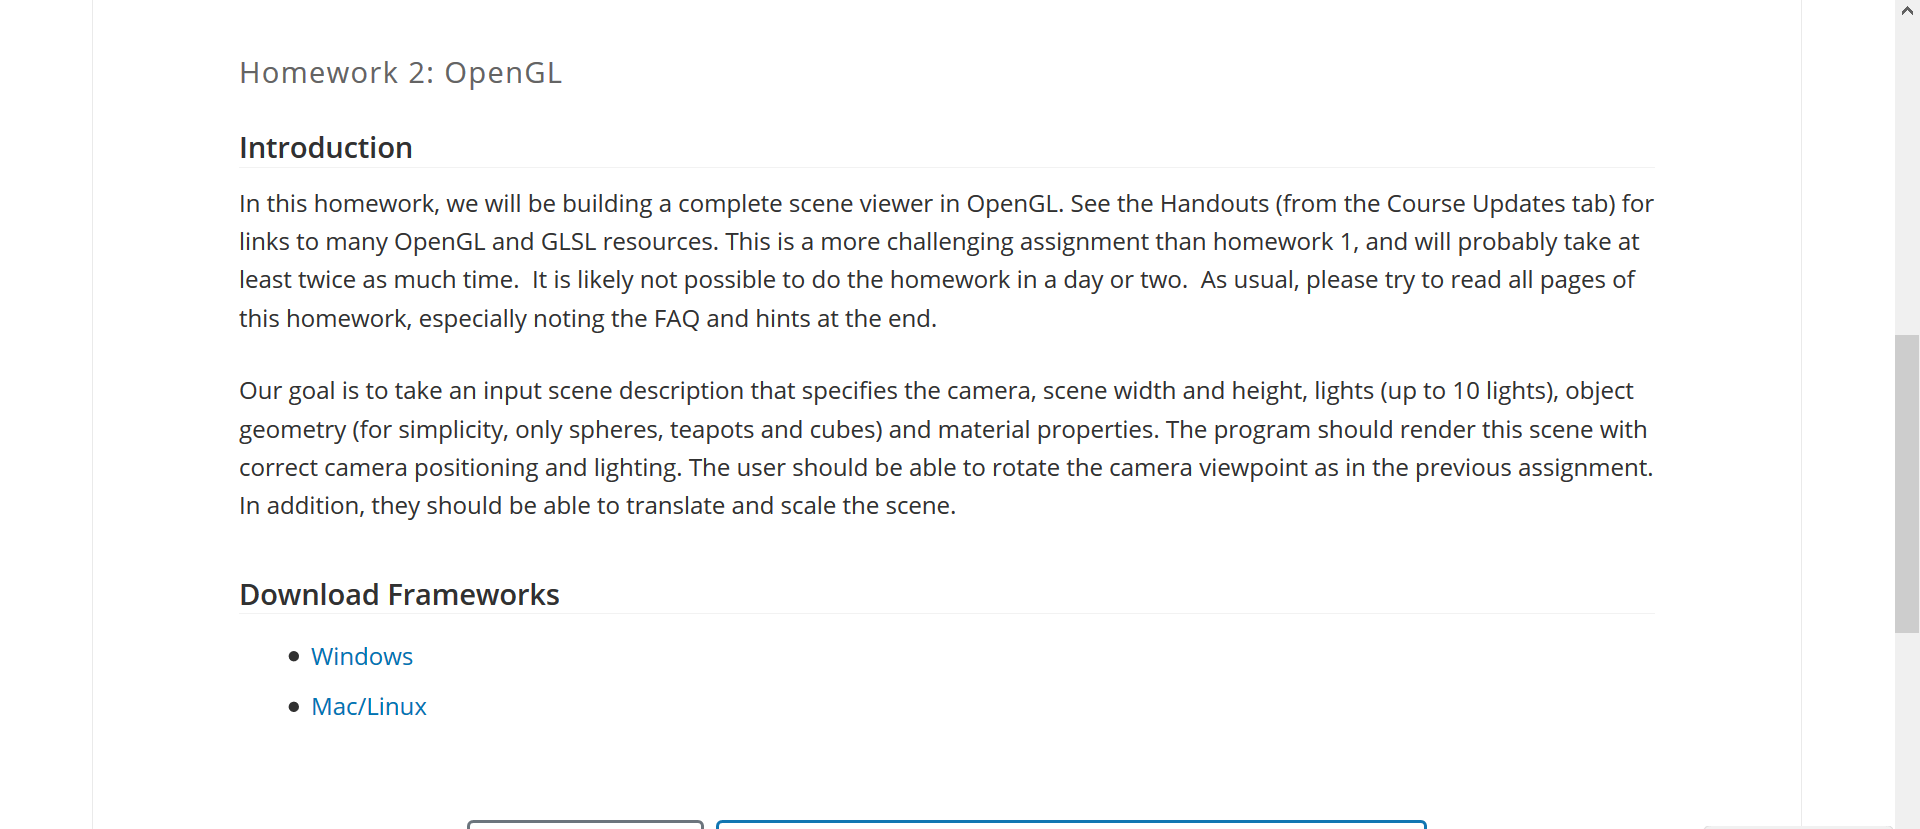 Homework 2: OpenGL
Introduction
In this homework, we will be building a complete scene viewer in OpenGL. See the Handouts (from the Course Updates tab) for
links to many OpenGL and GLSL resources. This is a more challenging assignment than homework 1, and will probably take at
least twice as much time.  It is likely not possible to do the homework in a day or two.  As usual, please try to read all pages of
this homework, especially noting the FAQ and hints at the end.
Our goal is to take an input scene description that specifies the camera, scene width and height, lights (up to 10 lights), object
geometry (for simplicity, only spheres, teapots and cubes) and material properties. The program should render this scene with
correct camera positioning and lighting. The user should be able to rotate the camera viewpoint as in the previous assignment.
In addition, they should be able to translate and scale the scene.
Download Frameworks
● Windows
● Mac/Linux